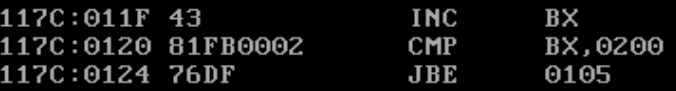 117C:011F 43 INC BX
117C:0120 81FB0002 CMP BX,0200
117C:0124 76DF JBE 0105